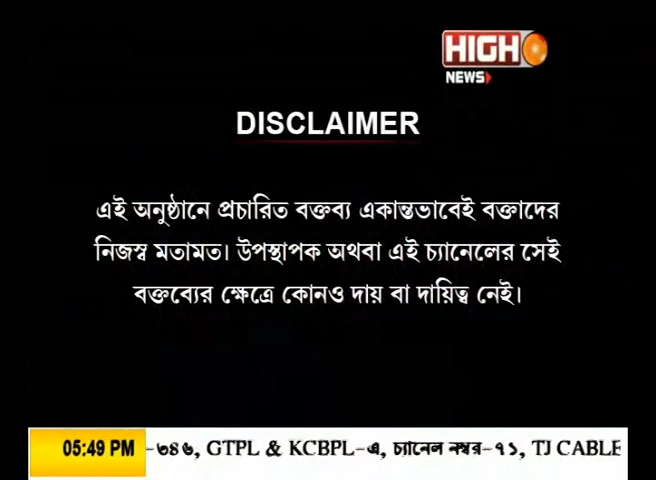 HIGH
NEWS
DISCLAIMER
এই অনুষ্ঠানে প্রচারিত বক্তব্য একান্তভাবেই বক্তাদের
নিজস্ব মতামত। উপস্থাপক অথবা এই চ্যানেলের সেই
বক্তব্যের ক্ষেত্রে কোনও দায় বা দায়িত্ব নেই।
05:49 PM -৩৪৬, GTPL & KCBPL-এ, চ্যানেল নম্বর-৭১, TJ CABLE